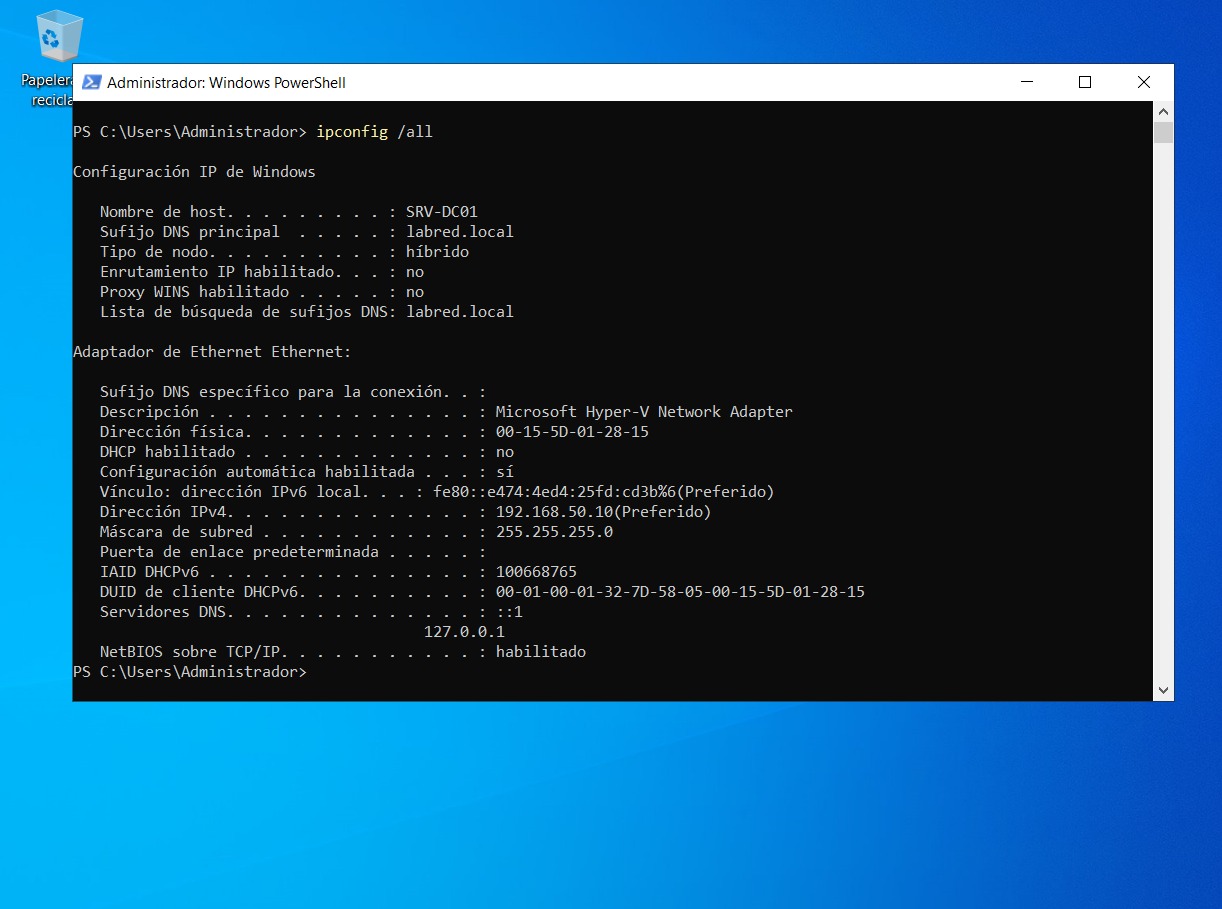 Papelera
recicla
Administrador: Windows PowerShell
PS C:\Users\Administrador> ipconfig /all
Configuración IP de Windows
Nombre de host. . . . . . . . . : SRV-DC01
Sufijo DNS principal  . . . . . : labred.local
Tipo de nodo. . . . . . . . . . : híbrido
Enrutamiento IP habilitado. . . : no
Proxy WINS habilitado . . . . . : no
Lista de búsqueda de sufijos DNS: labred.local
Adaptador de Ethernet Ethernet:
Sufijo DNS específico para la conexión. . :
Descripción . . . . . . . . . . . . . . . : Microsoft Hyper-V Network Adapter
Dirección física. . . . . . . . . . . . . : 00-15-5D-01-28-15
DHCP habilitado . . . . . . . . . . . . . : no
Configuración automática habilitada . . . : sí
Vínculo: dirección IPv6 local. . . : fe80::e474:4ed4:25fd:cd3b%6(Preferido)
Dirección IPv4. . . . . . . . . . . . . . : 192.168.50.10(Preferido)
Máscara de subred . . . . . . . . . . . . : 255.255.255.0
Puerta de enlace predeterminada . . . . . :
IAID DHCPv6 . . . . . . . . . . . . . . . : 100668765
DUID de cliente DHCPv6. . . . . . . . . . : 00-01-00-01-32-7D-58-05-00-15-5D-01-28-15
Servidores DNS. . . . . . . . . . . . . . : ::1
127.0.0.1
NetBIOS sobre TCP/IP. . . . . . . . . . . : habilitado
PS C:\Users\Administrador>